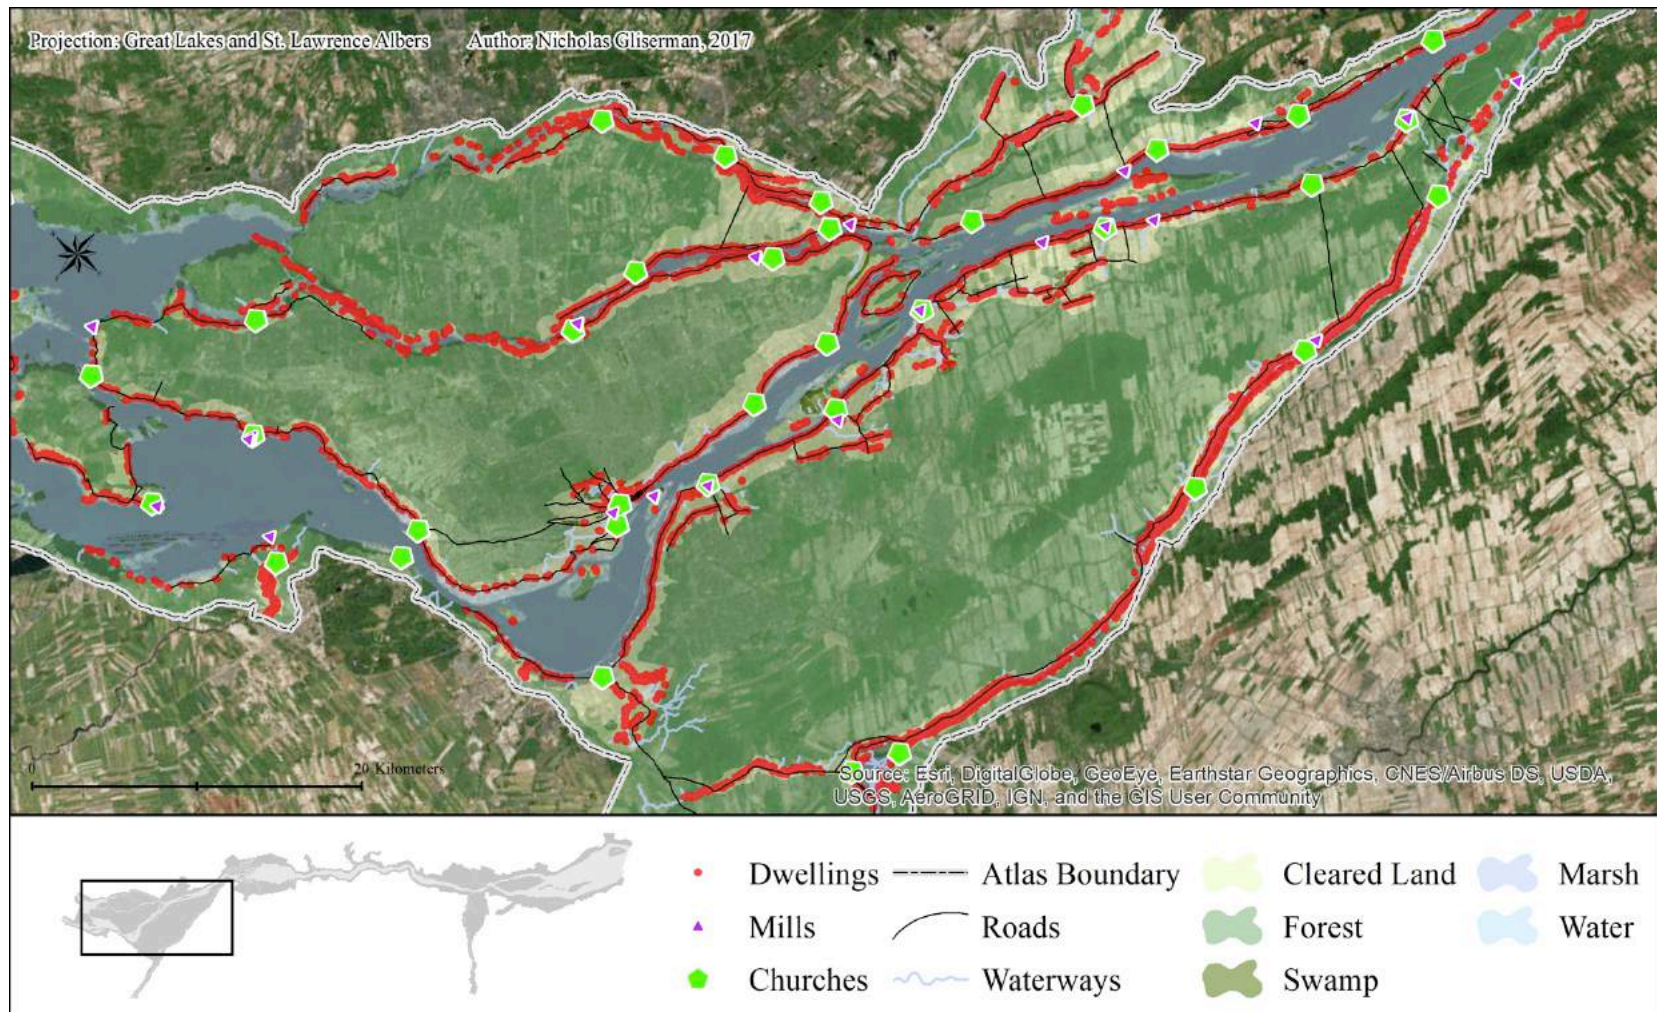 Projection: Great Lakes and St. Lawrence Albers Author: Nicholas Gliserman, 2017
0 20 Kilometers
Source: Esri, DigitalGlobe, GeoEye, Earthstar Geographics, CNES/Airbus DS, USDA,
USGS, AeroGRID, IGN, and the GIS User Community
Dwellings Atlas Boundary Cleared Land Marsh
Mills Roads Forest Water
Churches Waterways Swamp